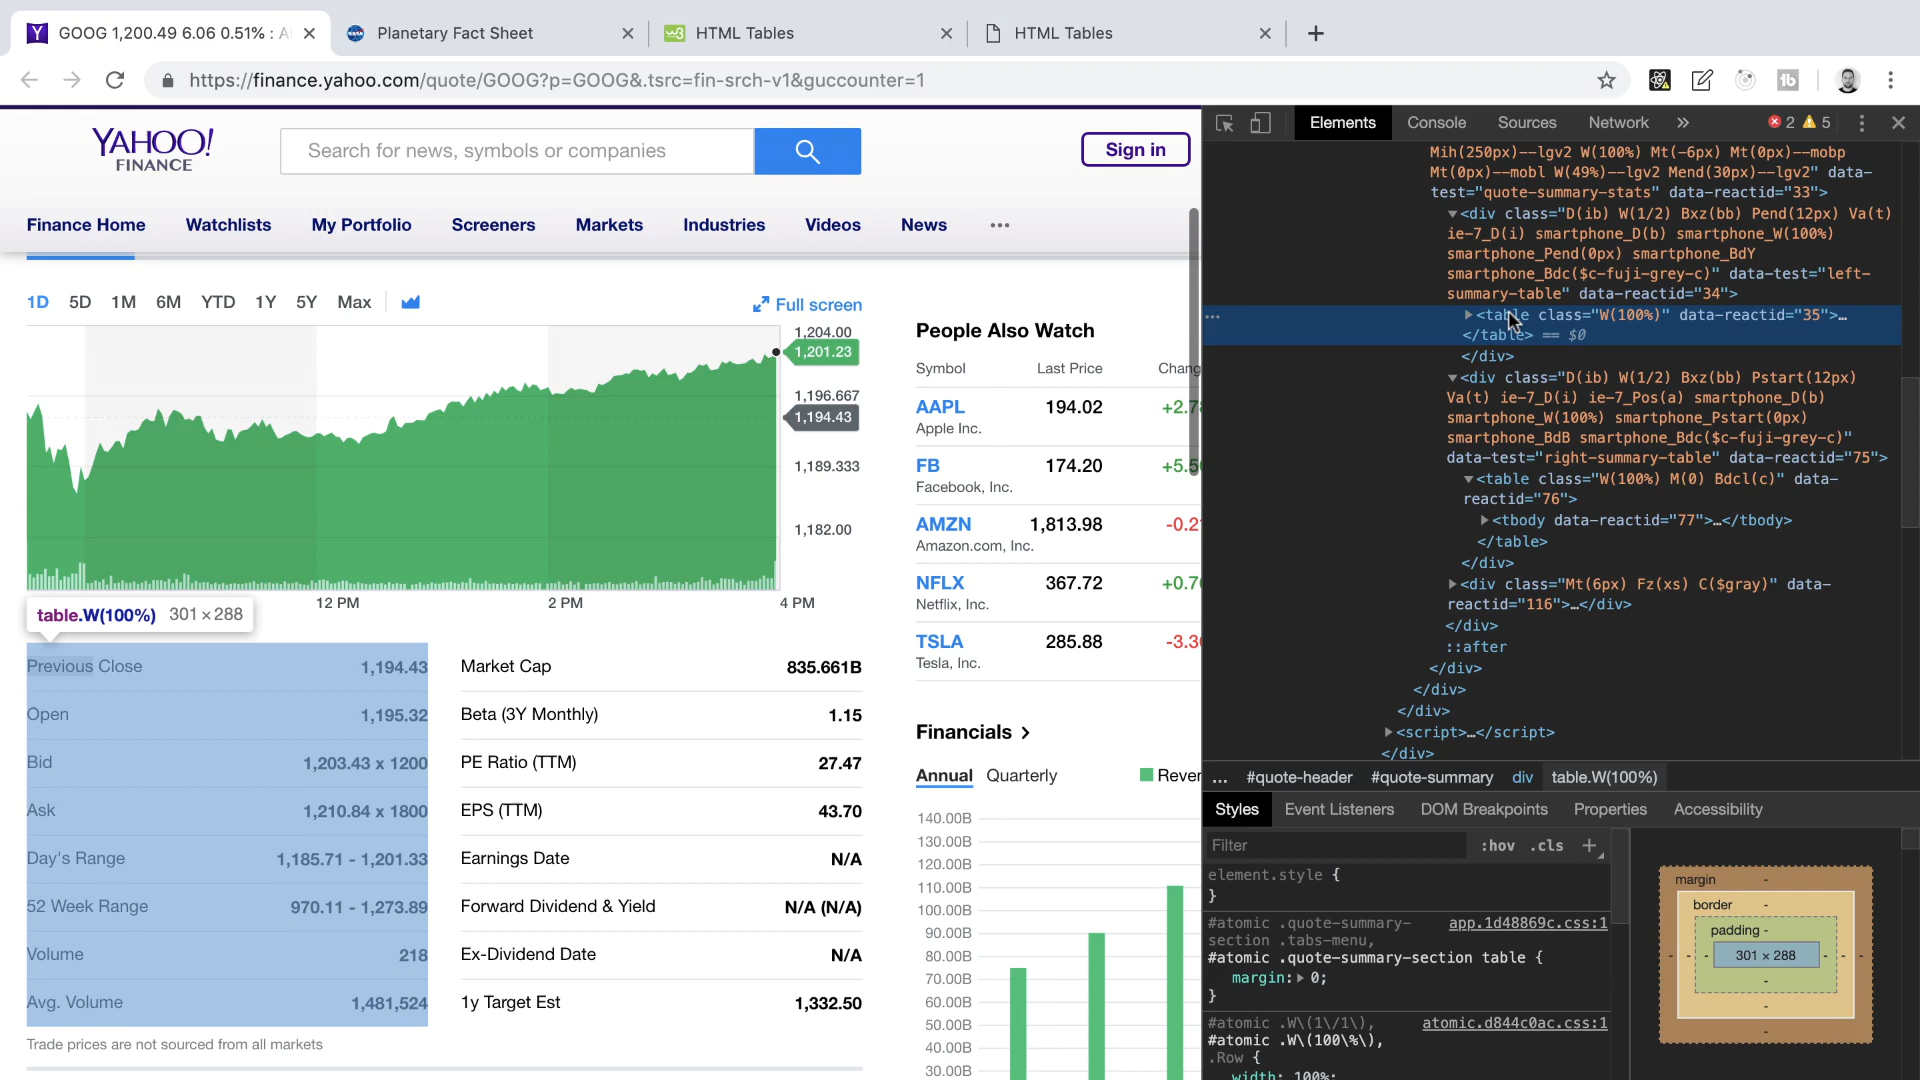 GOOG 1,200.49 6.06 0.51% : A
Planetary Fact Sheet
w3 HTML Tables
HTML Tables
https://finance.yahoo.com/quote/GOOG?p=GOOG&.tsrc=fin-srch-v1&guccounter=1
YAHOO!
FINANCE
Search for news, symbols or companies
Sign in
Finance Home Watchlists My Portfolio Screeners Markets Industries Videos News ...
1D 5D 1M 6M YTD 1Y 5Y Max
Full screen
1,204.00
1,201.23
1,196.667
1,194.43
1,189.333
1,182.00
12 PM 2 PM 4 PM
table.W(100%) 301 × 288
Previous Close 1,194.43
Open 1,195.32
Bid 1,203.43 x 1200
Ask 1,210.84 x 1800
Day's Range 1,185.71 - 1,201.33
52 Week Range 970.11 - 1,273.89
Volume 218
Avg. Volume 1,481,524
Market Cap 835.661B
Beta (3Y Monthly) 1.15
PE Ratio (TTM) 27.47
EPS (TTM) 43.70
Earnings Date N/A
Forward Dividend & Yield N/A (N/A)
Ex-Dividend Date N/A
1y Target Est 1,332.50
Trade prices are not sourced from all markets
People Also Watch
Symbol Last Price Chang
AAPL 194.02 +2.78
Apple Inc.
FB 174.20 +5.5
Facebook, Inc.
AMZN 1,813.98 -0.2
Amazon.com, Inc.
NFLX 367.72 +0.7
Netflix, Inc.
TSLA 285.88 -3.3
Tesla, Inc.
Financials >
Annual Quarterly Rever
140.00B
130.00B
120.00B
110.00B
100.00B
90.00B
80.00B
70.00B
60.00B
50.00B
40.00B
30.00B
Elements Console Sources Network » 2 5
Mih(250px)--lgv2 W(100%) Mt(-6px) Mt(0px)--mobp
Mt(0px)--mobl W(49%)--lgv2 Mend(30px)--lgv2" data-
test="quote-summary-stats" data-reactid="33">
<div class="D(ib) W(1/2) Bxz(bb) Pend(12px) Va(t)
ie-7_D(i) smartphone_D(b) smartphone_W(100%)
smartphone_Pend(0px) smartphone_BdY
smartphone_Bdc($c-fuji-grey-c)" data-test="left-
summary-table" data-reactid="34">
... <table class="W(100%)" data-reactid="35">…
</table> == $0
</div>
<div class="D(ib) W(1/2) Bxz(bb) Pstart(12px)
Va(t) ie-7_D(i) ie-7_Pos(a) smartphone_D(b)
smartphone_W(100%) smartphone_Pstart(0px)
smartphone_BdB smartphone_Bdc($c-fuji-grey-c)"
data-test="right-summary-table" data-reactid="75">
<table class="W(100%) M(0) Bdcl(c)" data-
reactid="76">
<tbody data-reactid="77">…</tbody>
</table>
</div>
<div class="Mt(6px) Fz(xs) C($gray)" data-
reactid="116">…</div>
</div>
::after
</div>
</div>
</div>
<script>…</script>
</div>
... #quote-header #quote-summary div table.W(100%)
Styles Event Listeners DOM Breakpoints Properties Accessibility
Filter :hov .cls +
element.style {
}
#atomic .quote-summary- app.1d48869c.css:1
section .tabs-menu,
#atomic .quote-summary-section table {
margin: 0;
}
#atomic .W\(1\/1\), atomic.d844c0ac.css:1
#atomic .W\(100\%\),
.Row {
width: 100%;
margin -
border -
padding -
- - - 301 × 288 - - -
-
-
-